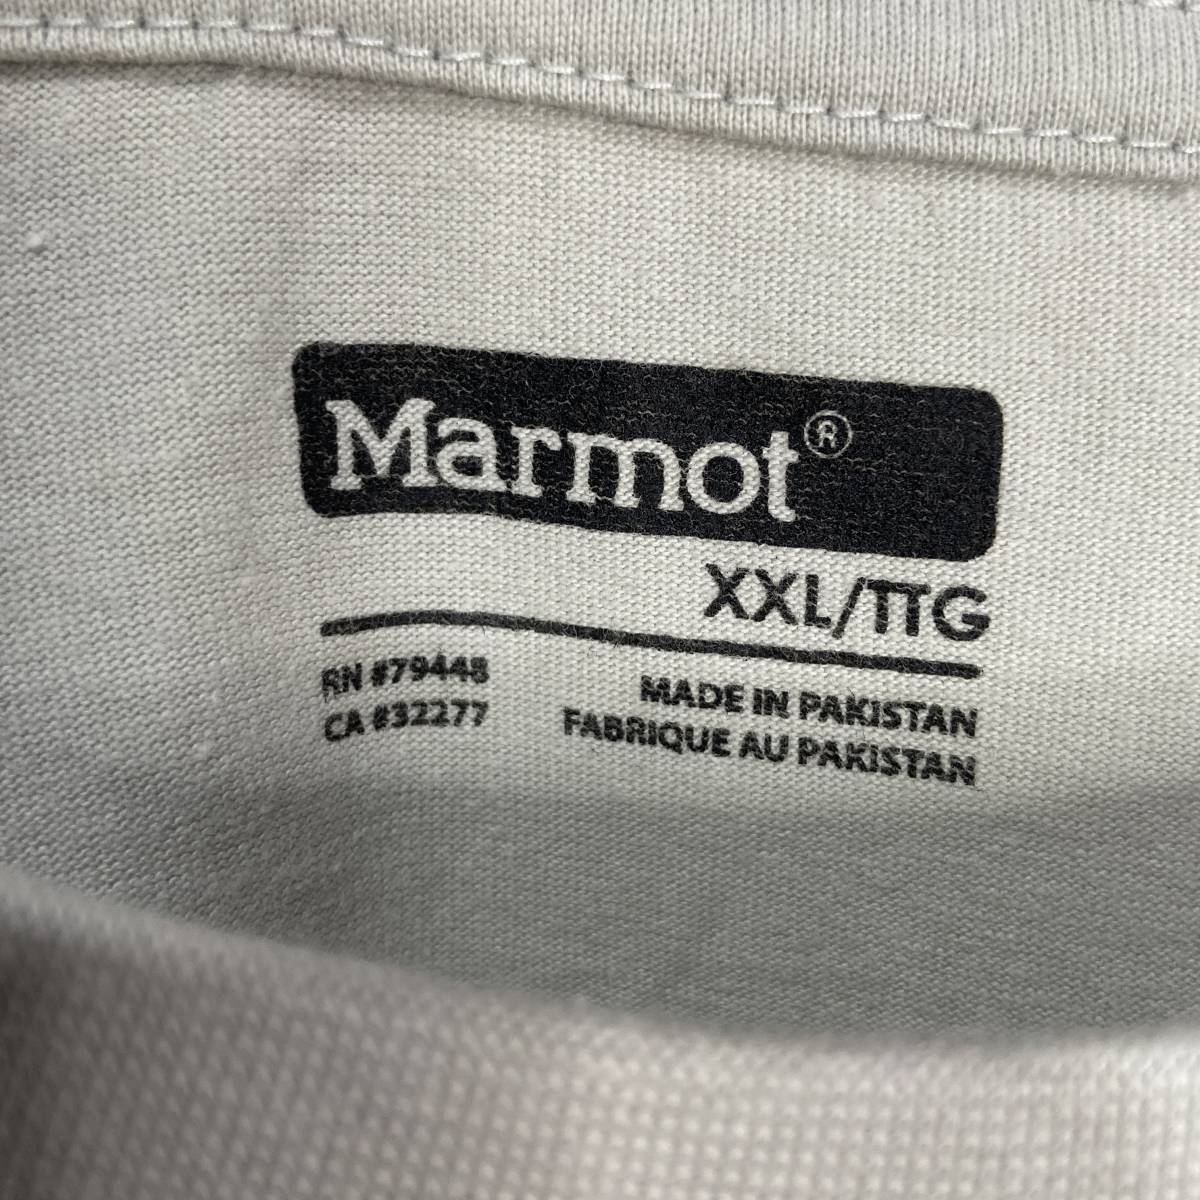 Marmot®
XXL/TTG
RN #79448
CA #32277
MADE IN PAKISTAN
FABRIQUE AU PAKISTAN